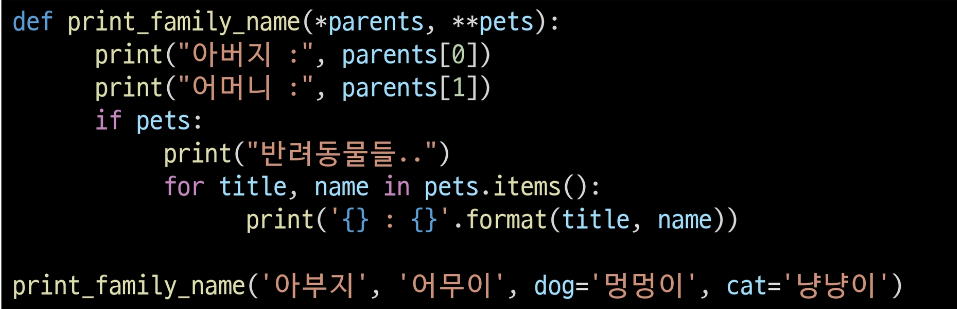 def print_family_name(*parents, **pets):
print("아버지 :", parents[0])
print("어머니 :", parents[1])
if pets:
print("반려동물들..")
for title, name in pets.items():
print('{} : {}'.format(title, name))
print_family_name('아부지', '어무이', dog='멍멍이', cat='냥냥이')